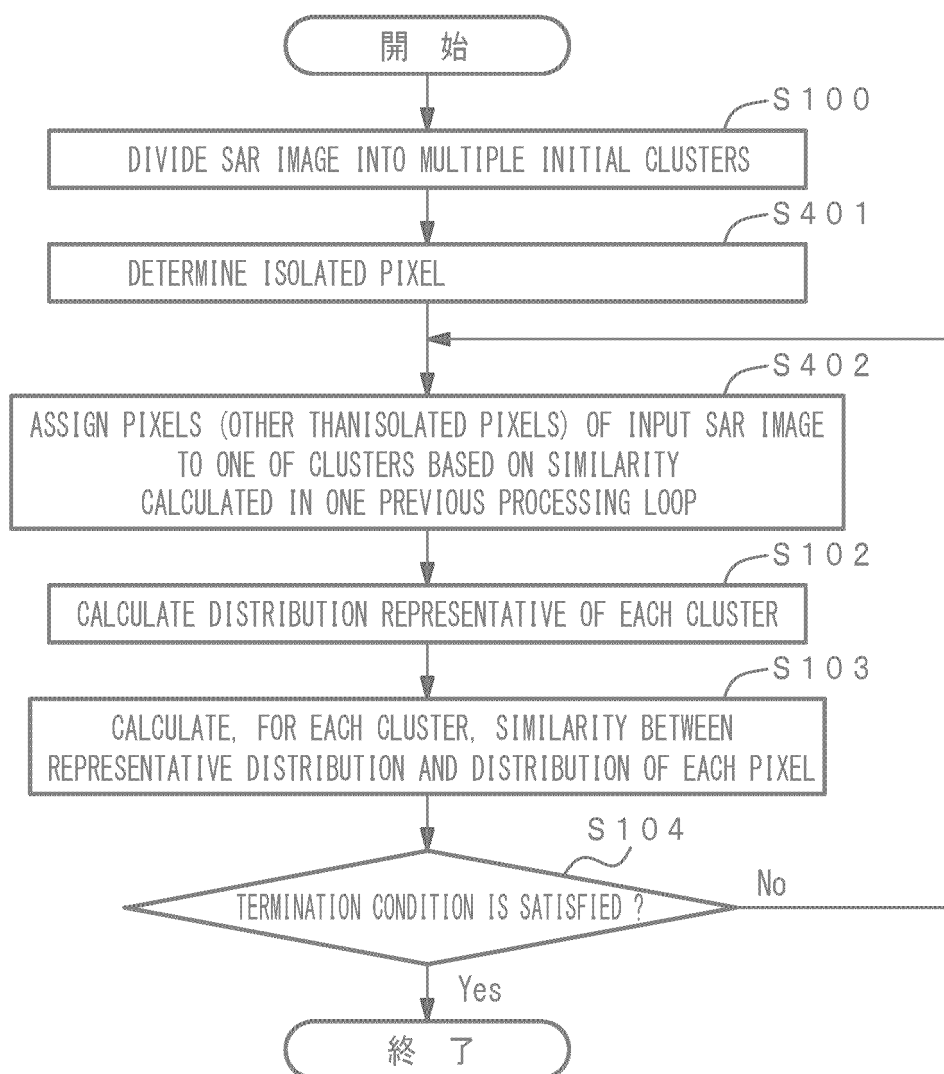 開 始
S100
DIVIDE SAR IMAGE INTO MULTIPLE INITIAL CLUSTERS
S401
DETERMINE ISOLATED PIXEL
S402
ASSIGN PIXELS (OTHER THANISOLATED PIXELS) OF INPUT SAR IMAGE
TO ONE OF CLUSTERS BASED ON SIMILARITY
CALCULATED IN ONE PREVIOUS PROCESSING LOOP
S102
CALCULATE DISTRIBUTION REPRESENTATIVE OF EACH CLUSTER
S103
CALCULATE, FOR EACH CLUSTER, SIMILARITY BETWEEN
REPRESENTATIVE DISTRIBUTION AND DISTRIBUTION OF EACH PIXEL
S104
TERMINATION CONDITION IS SATISFIED ?
No
Yes
終 了